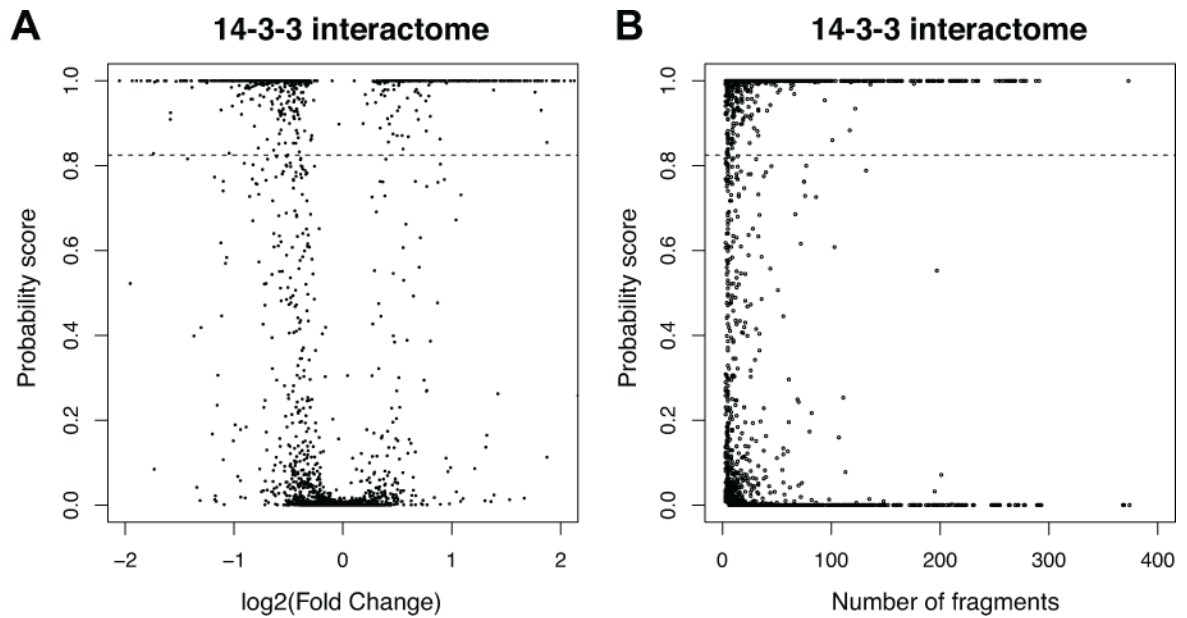 A
14-3-3 interactome
Probability score
0.0
0.2
0.4
0.6
0.8
1.0
−2
−1
0
1
2
log2(Fold Change)
B
14-3-3 interactome
Probability score
0.0
0.2
0.4
0.6
0.8
1.0
0
100
200
300
400
Number of fragments